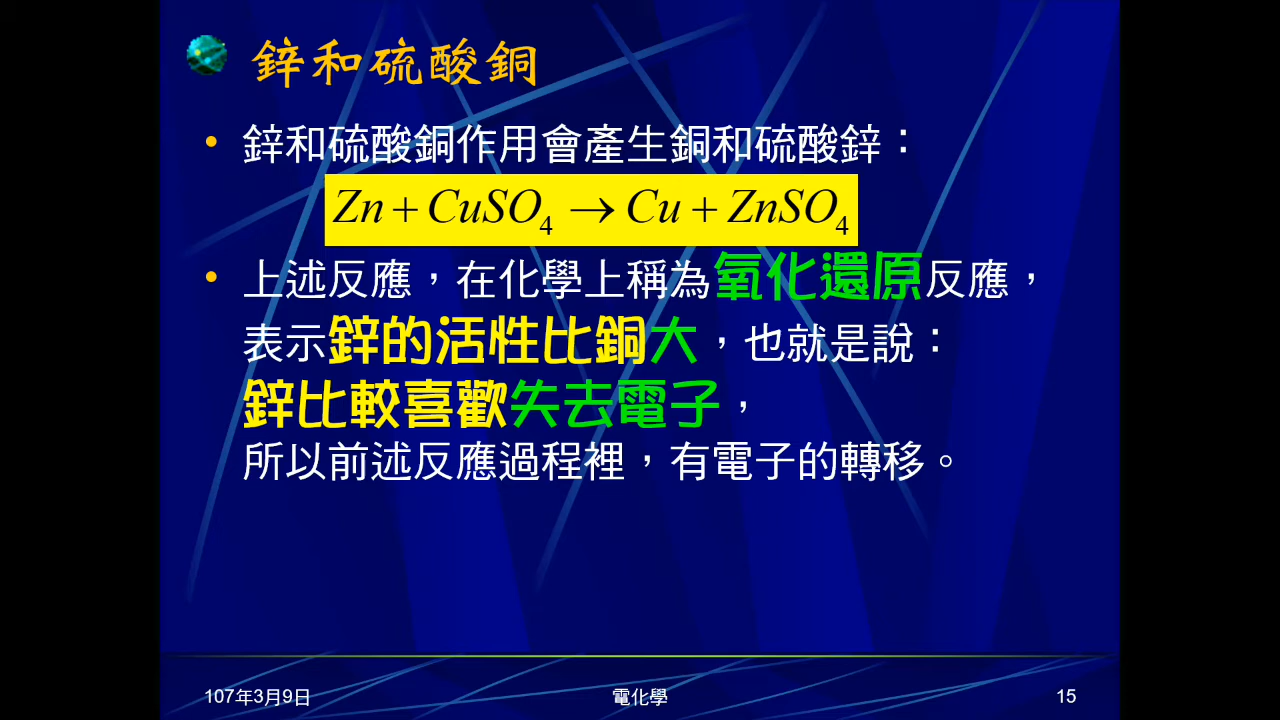 鋅和硫酸銅
• 鋅和硫酸銅作用會產生銅和硫酸鋅：
Zn + CuSO₄ → Cu + ZnSO₄
• 上述反應，在化學上稱為氧化還原反應，
表示鋅的活性比銅大，也就是說：
鋅比較喜歡失去電子，
所以前述反應過程裡，有電子的轉移。
107年3月9日
電化學
15